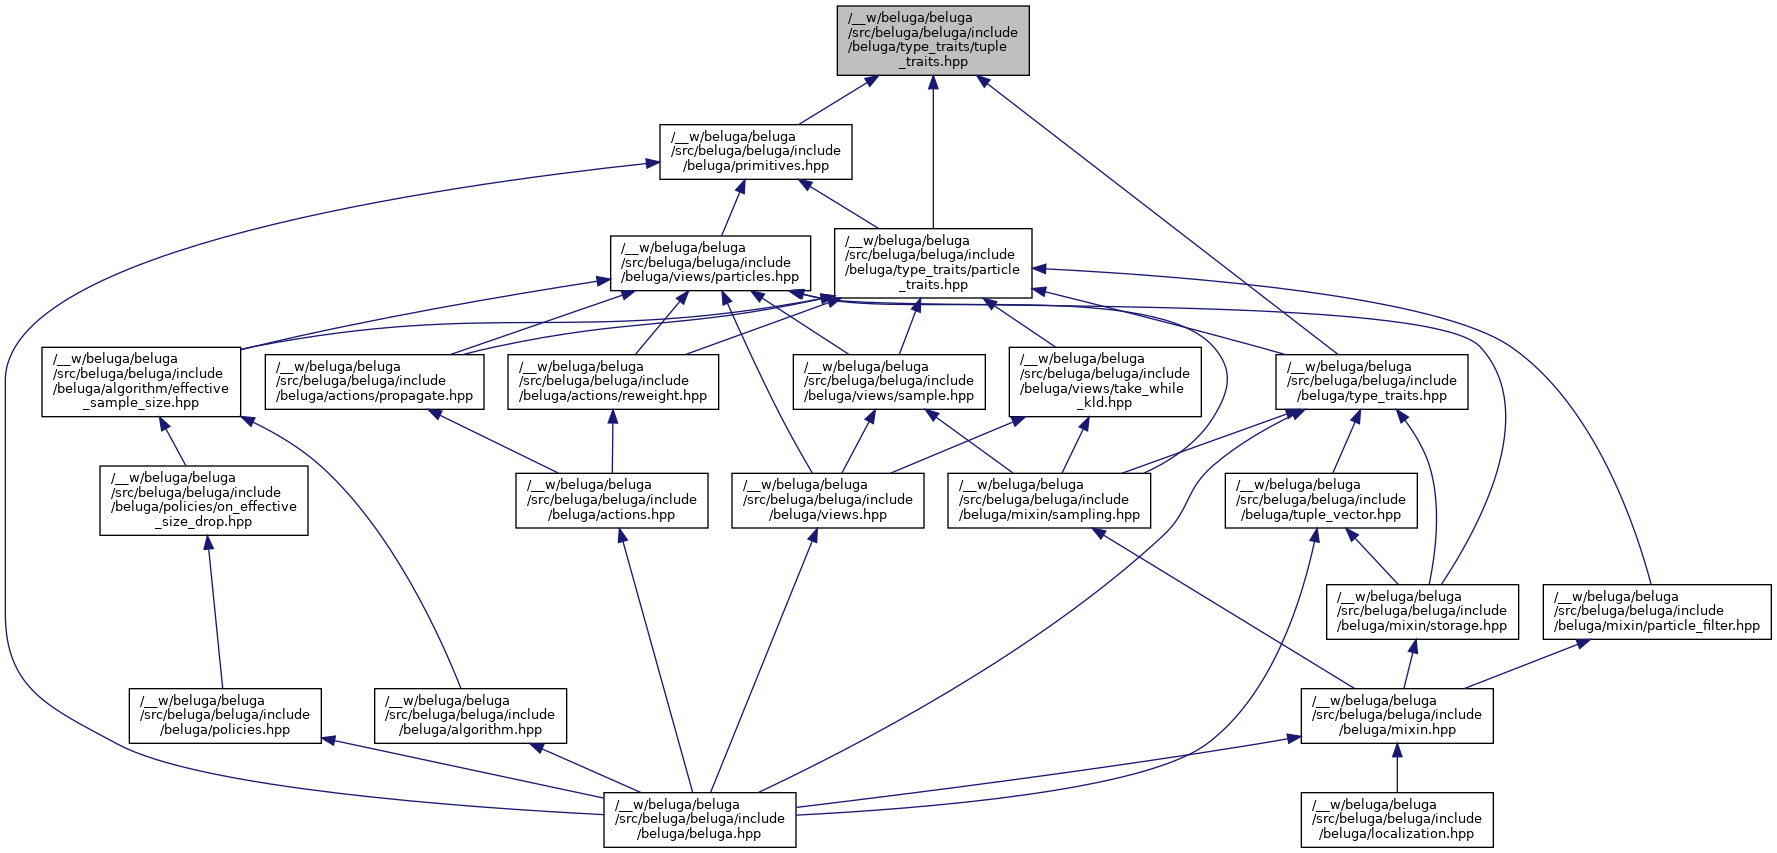 /__w/beluga/beluga
/src/beluga/beluga/include
/beluga/type_traits/tuple
_traits.hpp
/__w/beluga/beluga
/src/beluga/beluga/include
/beluga/primitives.hpp
/__w/beluga/beluga
/src/beluga/beluga/include
/beluga/views/particles.hpp
/__w/beluga/beluga
/src/beluga/beluga/include
/beluga/type_traits/particle
_traits.hpp
/__w/beluga/beluga
/src/beluga/beluga/include
/beluga/algorithm/effective
_sample_size.hpp
/__w/beluga/beluga
/src/beluga/beluga/include
/beluga/actions/propagate.hpp
/__w/beluga/beluga
/src/beluga/beluga/include
/beluga/actions/reweight.hpp
/__w/beluga/beluga
/src/beluga/beluga/include
/beluga/views/sample.hpp
/__w/beluga/beluga
/src/beluga/beluga/include
/beluga/views/take_while
_kld.hpp
/__w/beluga/beluga
/src/beluga/beluga/include
/beluga/type_traits.hpp
/__w/beluga/beluga
/src/beluga/beluga/include
/beluga/policies/on_effective
_size_drop.hpp
/__w/beluga/beluga
/src/beluga/beluga/include
/beluga/actions.hpp
/__w/beluga/beluga
/src/beluga/beluga/include
/beluga/views.hpp
/__w/beluga/beluga
/src/beluga/beluga/include
/beluga/mixin/sampling.hpp
/__w/beluga/beluga
/src/beluga/beluga/include
/beluga/tuple_vector.hpp
/__w/beluga/beluga
/src/beluga/beluga/include
/beluga/mixin/storage.hpp
/__w/beluga/beluga
/src/beluga/beluga/include
/beluga/mixin/particle_filter.hpp
/__w/beluga/beluga
/src/beluga/beluga/include
/beluga/policies.hpp
/__w/beluga/beluga
/src/beluga/beluga/include
/beluga/algorithm.hpp
/__w/beluga/beluga
/src/beluga/beluga/include
/beluga/mixin.hpp
/__w/beluga/beluga
/src/beluga/beluga/include
/beluga/beluga.hpp
/__w/beluga/beluga
/src/beluga/beluga/include
/beluga/localization.hpp